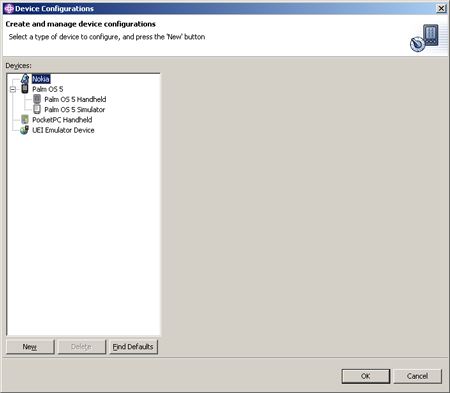 Device Configurations
Create and manage device configurations
Select a type of device to configure, and press the 'New' button
Devices:
Nokia
Palm OS 5
Palm OS 5 Handheld
Palm OS 5 Simulator
PocketPC Handheld
UEI Emulator Device
New Delete Find Defaults
OK Cancel